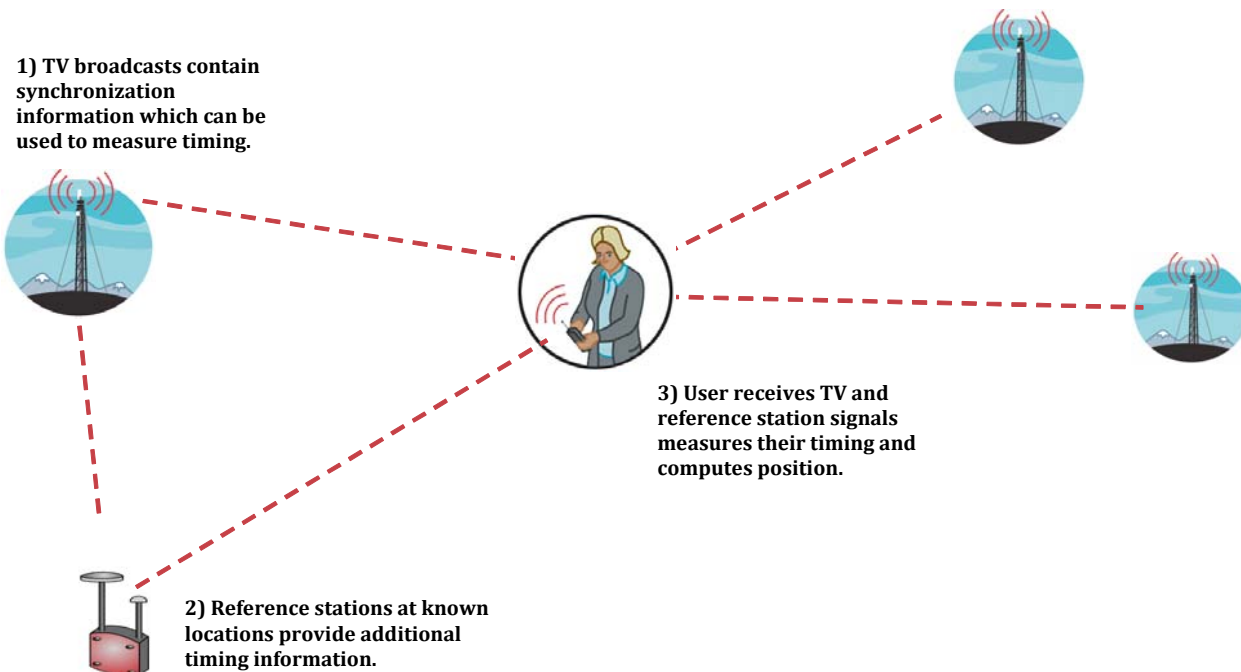 1) TV broadcasts contain
synchronization
information which can be
used to measure timing.
3) User receives TV and
reference station signals
measures their timing and
computes position.
2) Reference stations at known
locations provide additional
timing information.